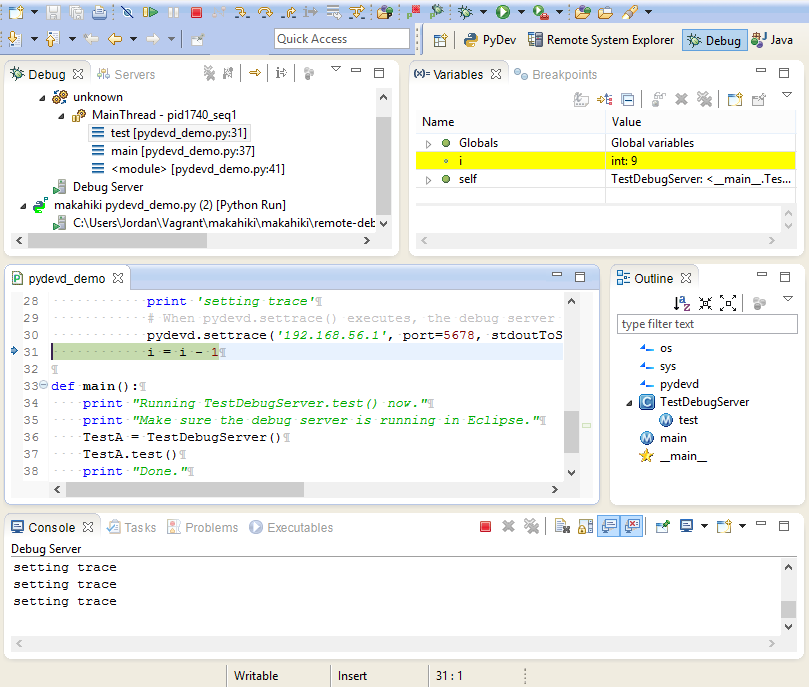 Quick Access
PyDev
Remote System Explorer
Debug
Java
Debug
Servers
unknown
MainThread - pid1740_seq1
test [pydevd_demo.py:31]
main [pydevd_demo.py:37]
<module> [pydevd_demo.py:41]
Debug Server
makahiki pydevd_demo.py (2) [Python Run]
C:\Users\Jordan\Vagrant\makahiki\makahiki\remote-deb
(x)= Variables
Breakpoints
Name Value
Globals Global variables
i int: 9
self TestDebugServer: <__main__.Tes...
pydevd_demo
28 print 'setting trace'¶
29 # When pydevd.settrace() executes, the debug server
30 pydevd.settrace('192.168.56.1', port=5678, stdoutToS
31 i = i - 1¶
32 ¶
33 def main():¶
34 print "Running TestDebugServer.test() now."¶
35 print "Make sure the debug server is running in Eclipse."¶
36 TestA = TestDebugServer()¶
37 TestA.test()¶
38 print "Done."¶
Outline
type filter text
os
sys
pydevd
TestDebugServer
test
main
__main__
Console
Tasks
Problems
Executables
Debug Server
setting trace
setting trace
setting trace
Writable
Insert
31 : 1